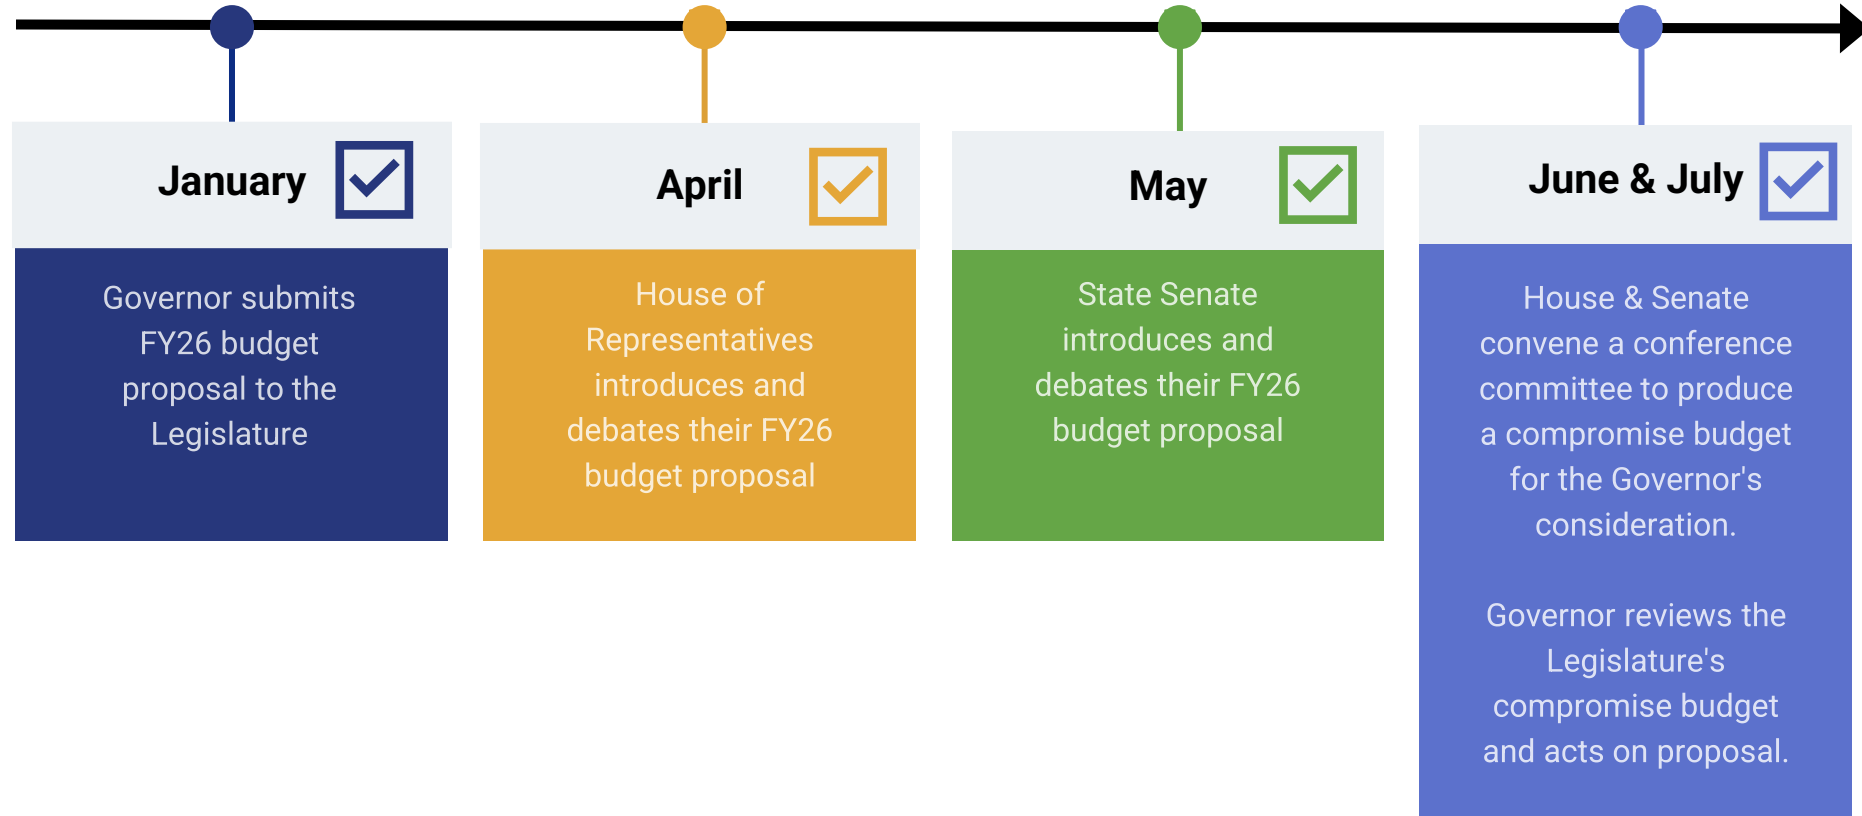 January
Governor submits
FY26 budget
proposal to the
Legislature
April
House of
Representatives
introduces and
debates their FY26
budget proposal
May
State Senate
introduces and
debates their FY26
budget proposal
June & July
House & Senate
convene a conference
committee to produce
a compromise budget
for the Governor's
consideration.
Governor reviews the
Legislature's
compromise budget
and acts on proposal.